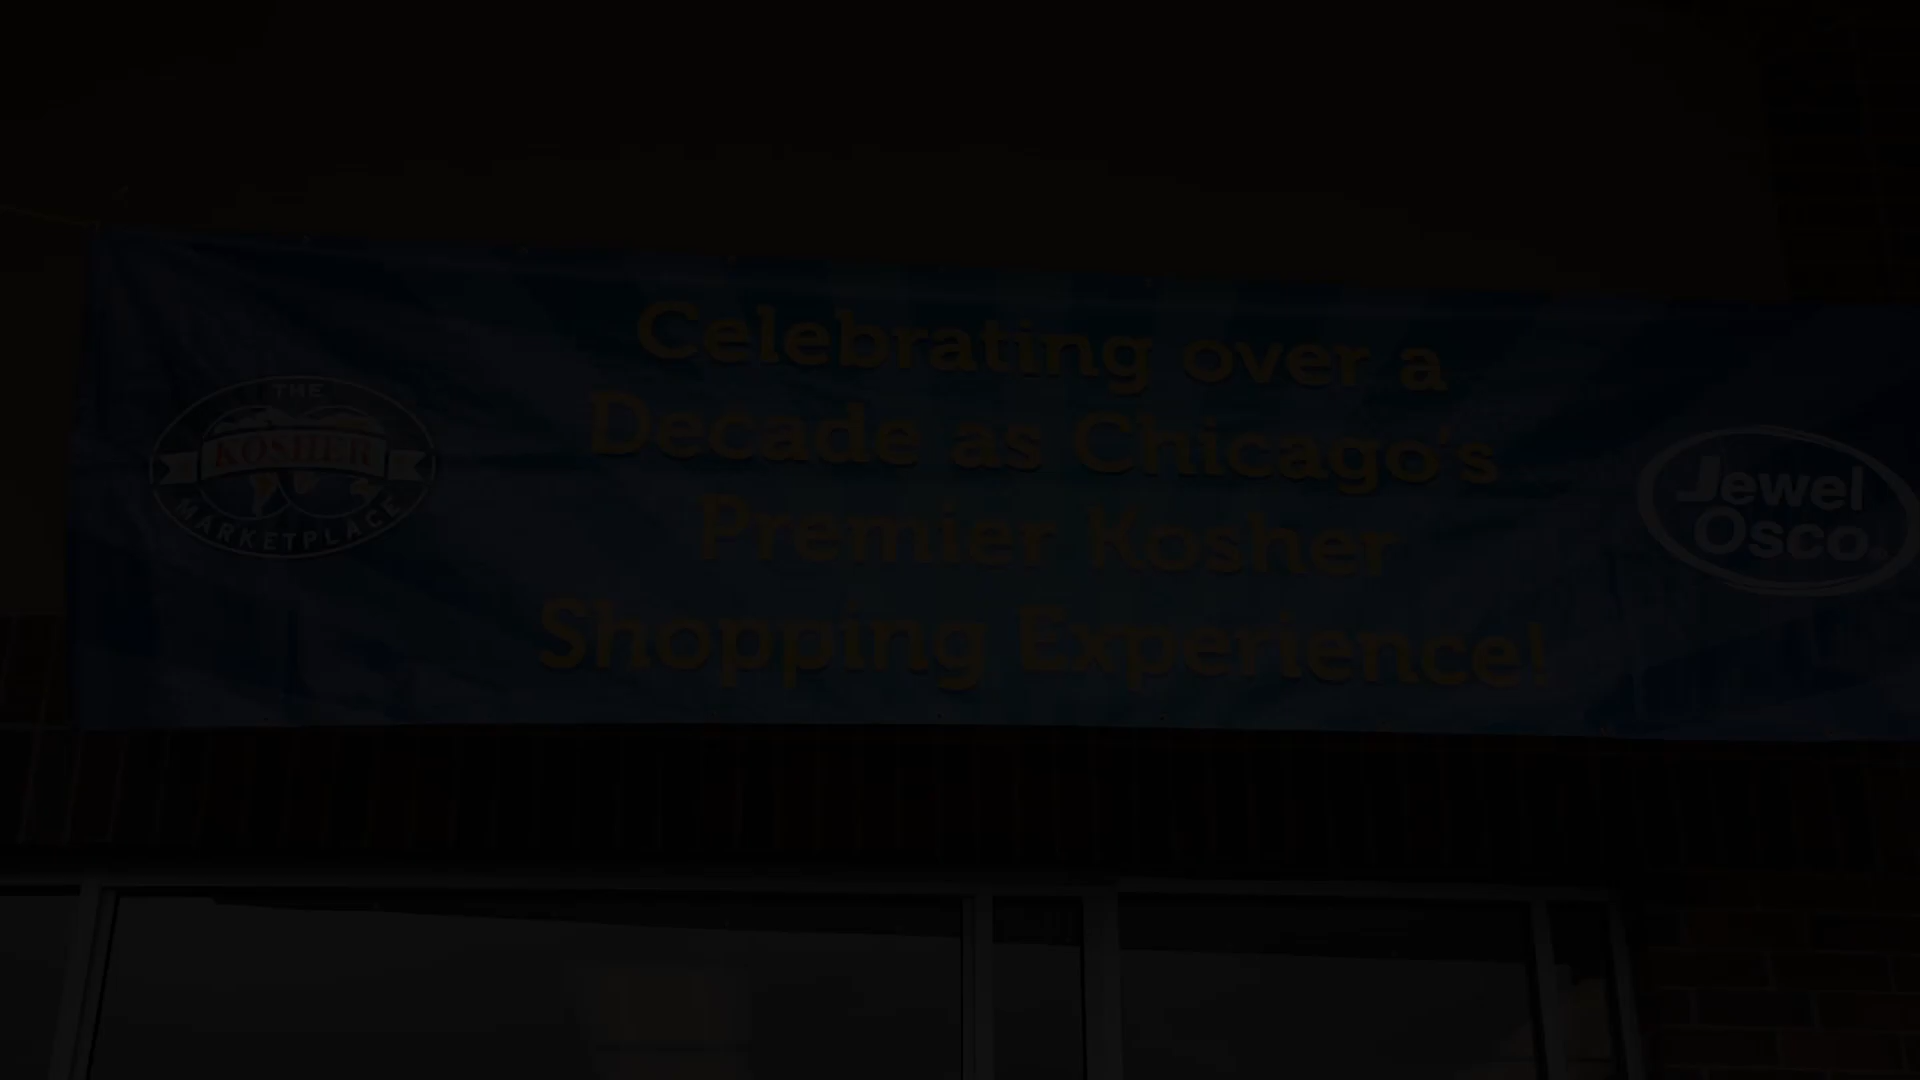 Celebrating over a
Decade as Chicago's
Premier Kosher
Shopping Experience!
THE
KOSHER
MARKETPLACE
Jewel
Osco.